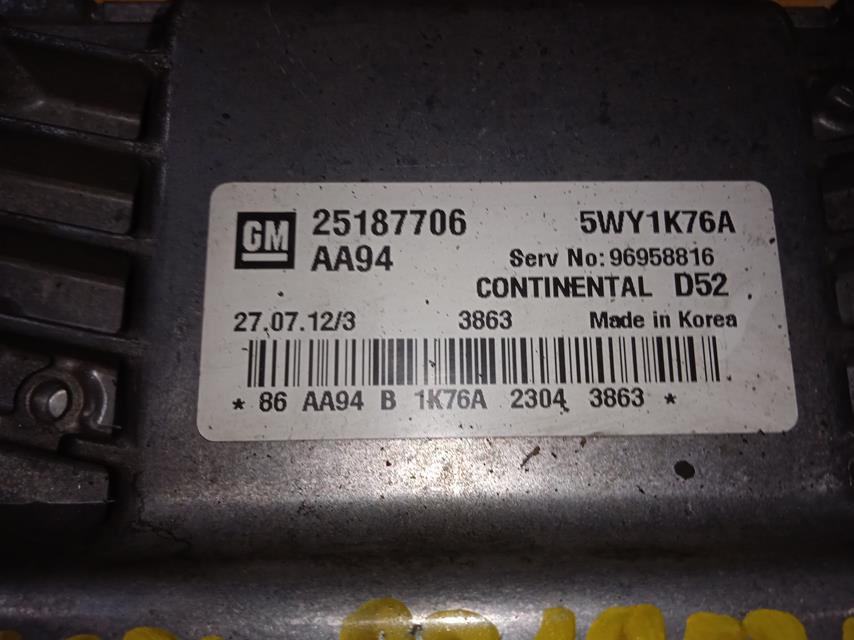 GM 25187706 5WY1K76A
AA94 Serv No: 96958816
CONTINENTAL D52
27.07.12/3 3863 Made in Korea
* 86 AA94 B 1K76A 2304 3863 *